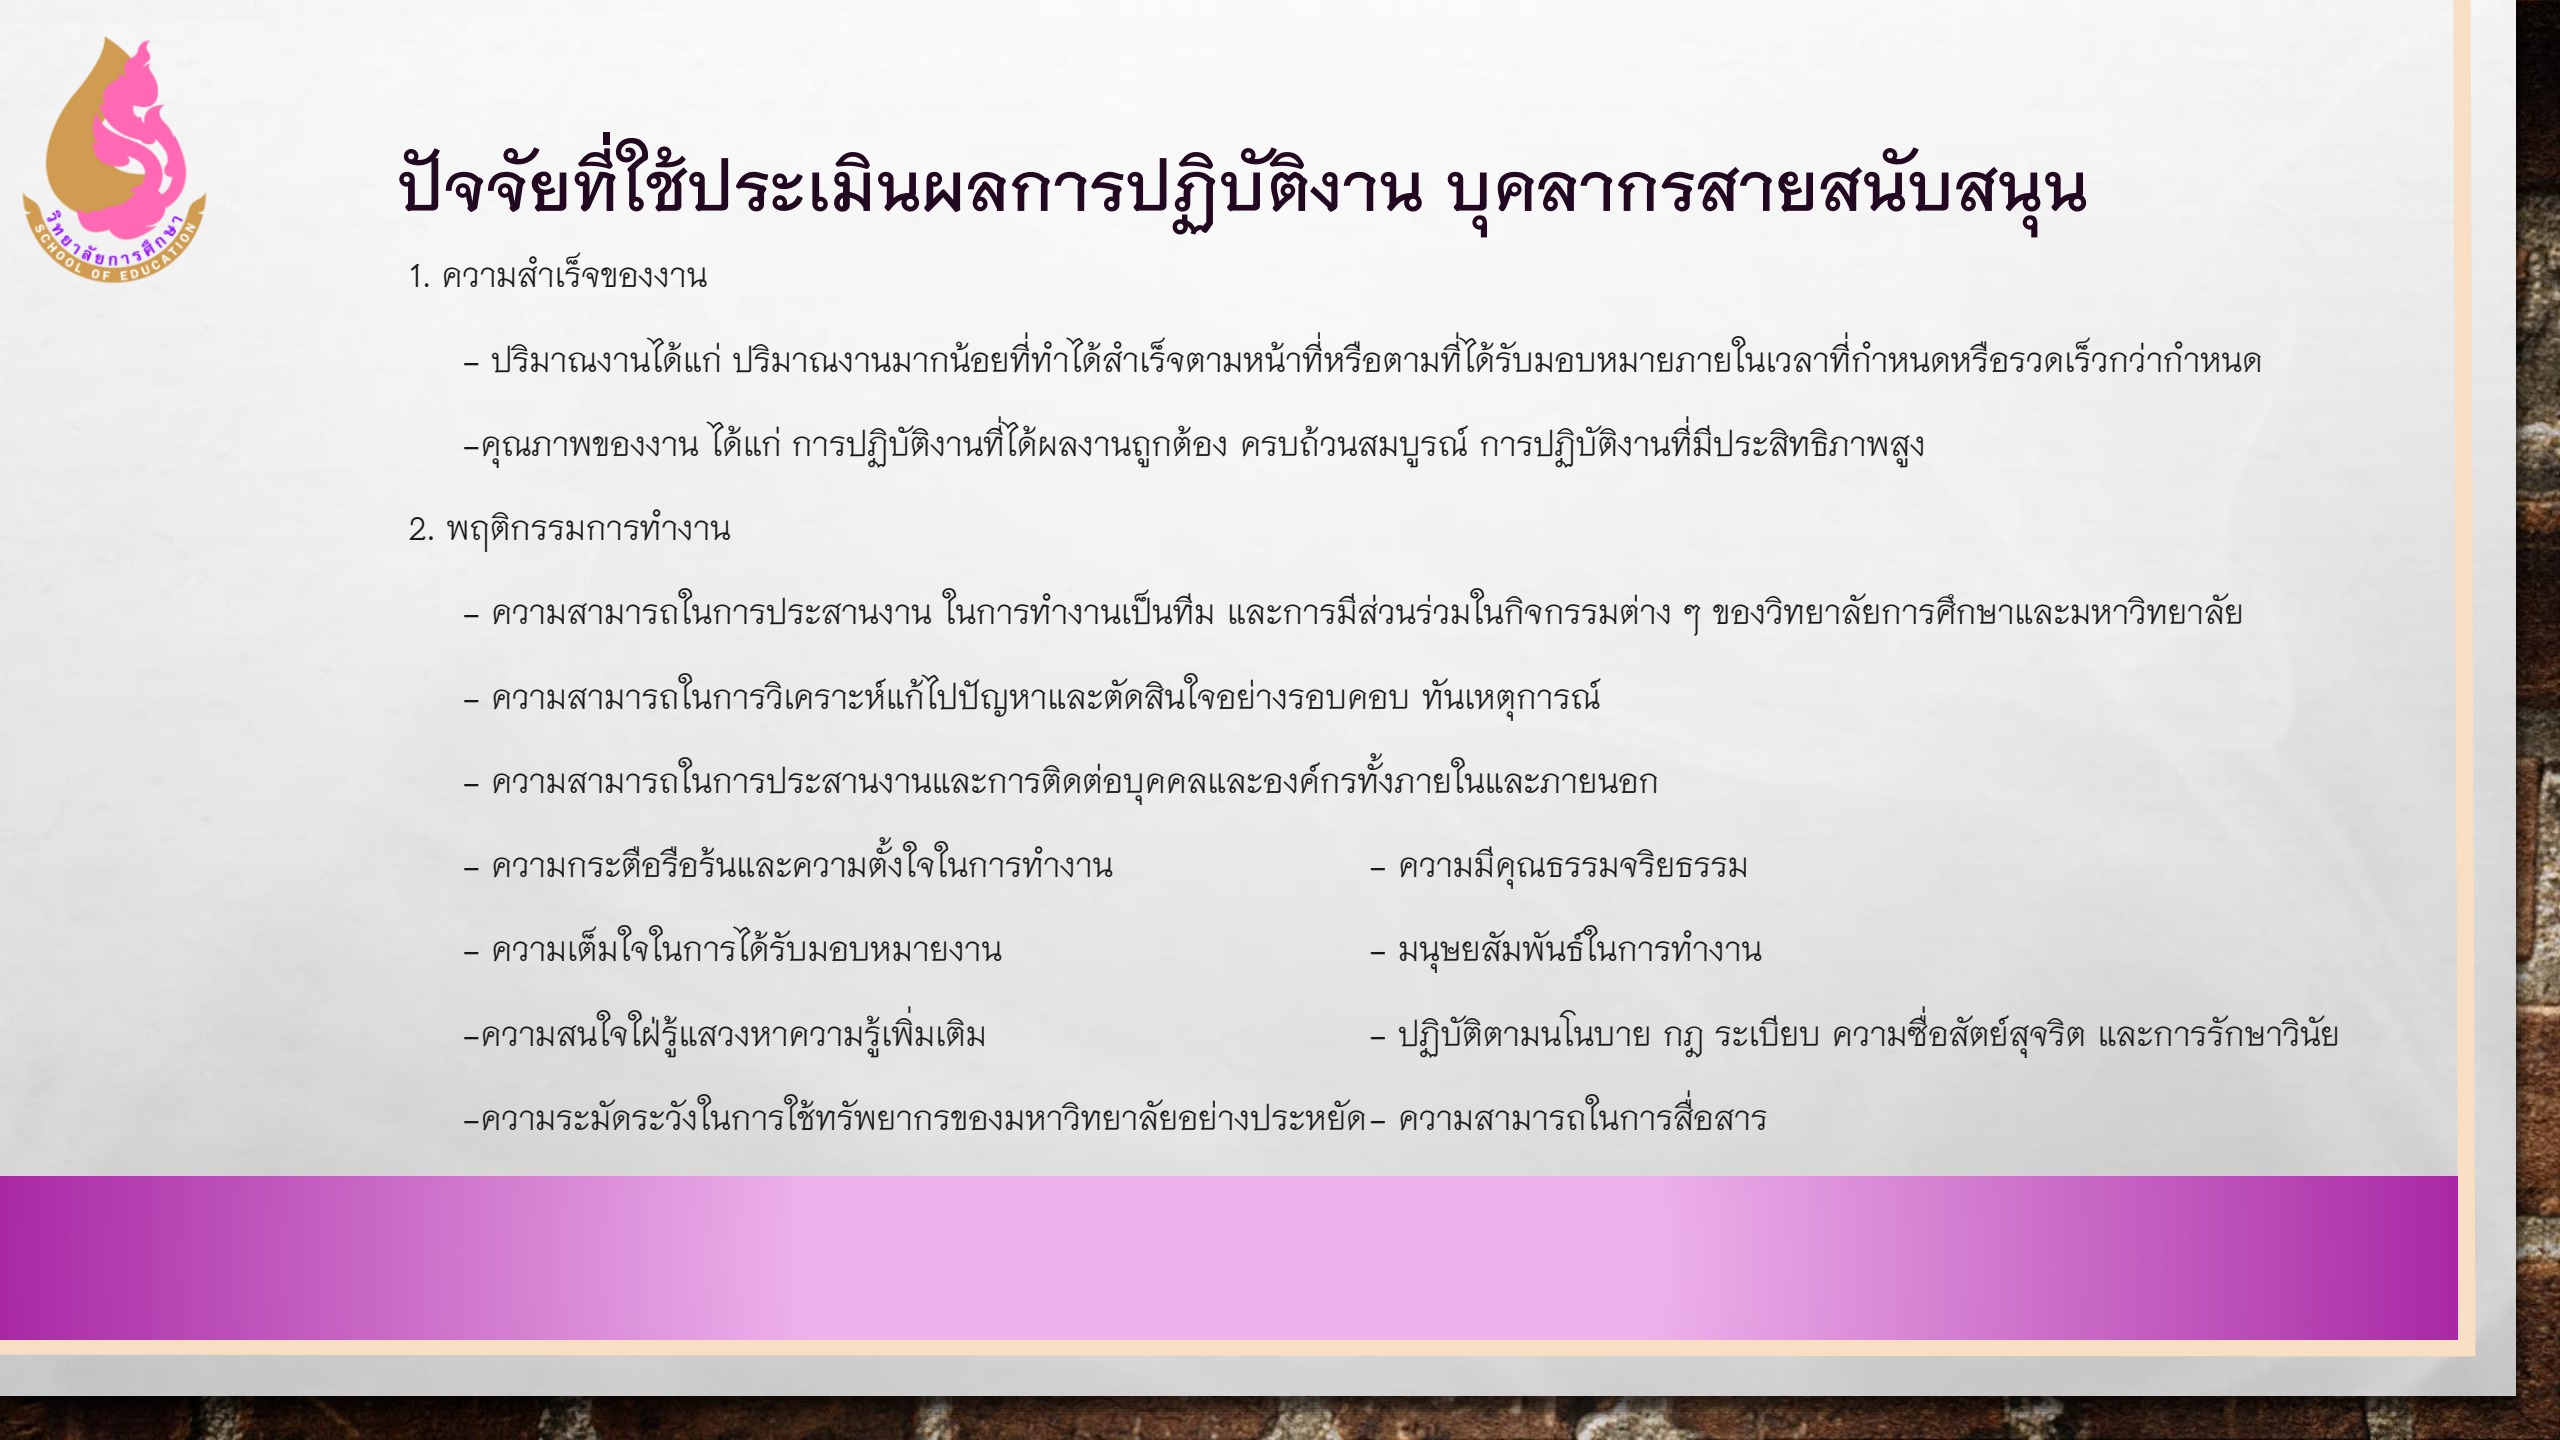 วิทยาลัยการศึกษา
SCHOOL OF EDUCATION
ปัจจัยที่ใช้ประเมินผลการปฏิบัติงาน บุคลากรสายสนับสนุน
1. ความสำเร็จของงาน
- ปริมาณงานได้แก่ ปริมาณงานมากน้อยที่ทำได้สำเร็จตามหน้าที่หรือตามที่ได้รับมอบหมายภายในเวลาที่กำหนดหรือรวดเร็วกว่ากำหนด
-คุณภาพของงาน ได้แก่ การปฏิบัติงานที่ได้ผลงานถูกต้อง ครบถ้วนสมบูรณ์ การปฏิบัติงานที่มีประสิทธิภาพสูง
2. พฤติกรรมการทำงาน
- ความสามารถในการประสานงาน ในการทำงานเป็นทีม และการมีส่วนร่วมในกิจกรรมต่าง ๆ ของวิทยาลัยการศึกษาและมหาวิทยาลัย
- ความสามารถในการวิเคราะห์แก้ไปปัญหาและตัดสินใจอย่างรอบคอบ ทันเหตุการณ์
- ความสามารถในการประสานงานและการติดต่อบุคคลและองค์กรทั้งภายในและภายนอก
- ความกระตือรือร้นและความตั้งใจในการทำงาน - ความมีคุณธรรมจริยธรรม
- ความเต็มใจในการได้รับมอบหมายงาน - มนุษยสัมพันธ์ในการทำงาน
-ความสนใจใฝ่รู้แสวงหาความรู้เพิ่มเติม - ปฏิบัติตามนโนบาย กฎ ระเบียบ ความซื่อสัตย์สุจริต และการรักษาวินัย
-ความระมัดระวังในการใช้ทรัพยากรของมหาวิทยาลัยอย่างประหยัด - ความสามารถในการสื่อสาร